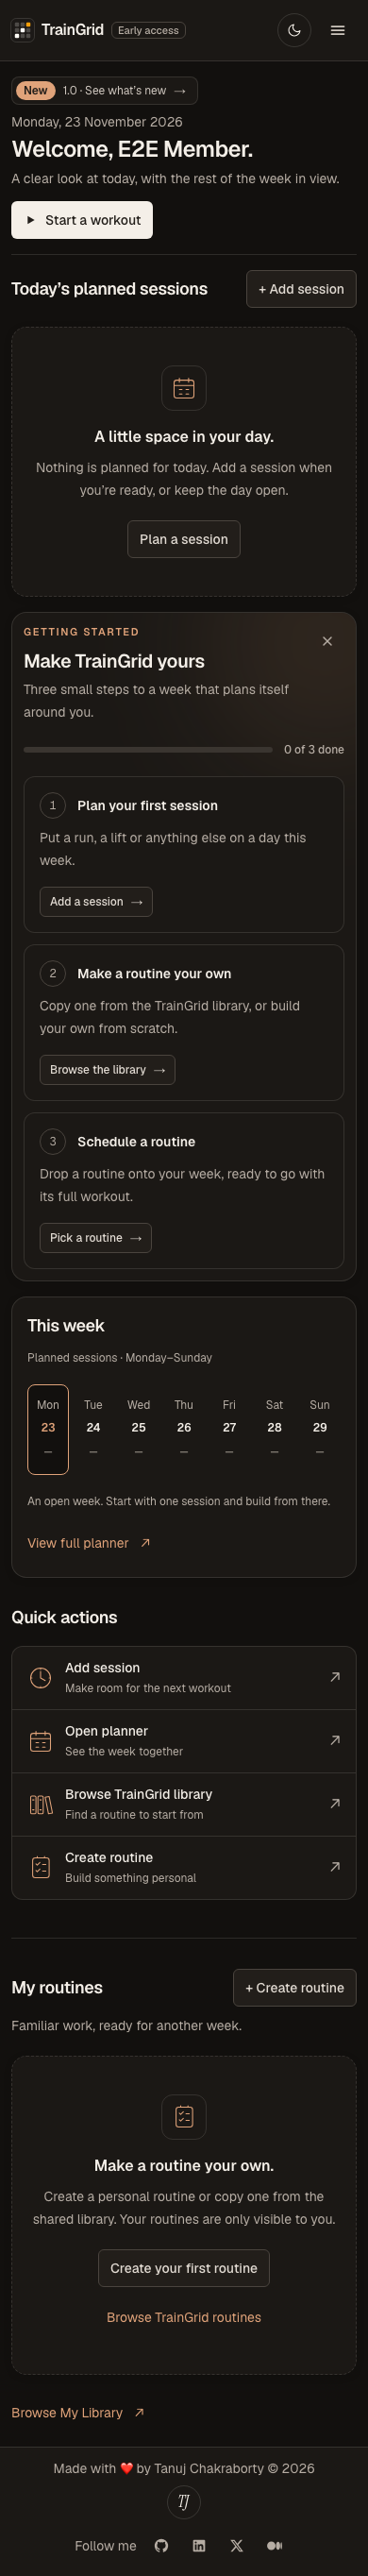 TrainGrid Early access
New 1.0 · See what's new →
Monday, 23 November 2026
Welcome, E2E Member.
A clear look at today, with the rest of the week in view.
Start a workout
Today's planned sessions + Add session
A little space in your day.
Nothing is planned for today. Add a session when
you're ready, or keep the day open.
Plan a session
GETTING STARTED
Make TrainGrid yours
Three small steps to a week that plans itself
around you.
0 of 3 done
1 Plan your first session
Put a run, a lift or anything else on a day this
week.
Add a session →
2 Make a routine your own
Copy one from the TrainGrid library, or build
your own from scratch.
Browse the library →
3 Schedule a routine
Drop a routine onto your week, ready to go with
its full workout.
Pick a routine →
This week
Planned sessions · Monday–Sunday
Mon Tue Wed Thu Fri Sat Sun
23 24 25 26 27 28 29
– – – – – – –
An open week. Start with one session and build from there.
View full planner ↗
Quick actions
Add session
Make room for the next workout
Open planner
See the week together
Browse TrainGrid library
Find a routine to start from
Create routine
Build something personal
My routines + Create routine
Familiar work, ready for another week.
Make a routine your own.
Create a personal routine or copy one from the
shared library. Your routines are only visible to you.
Create your first routine
Browse TrainGrid routines
Browse My Library ↗
Made with ❤️ by Tanuj Chakraborty © 2026
TJ
Follow me